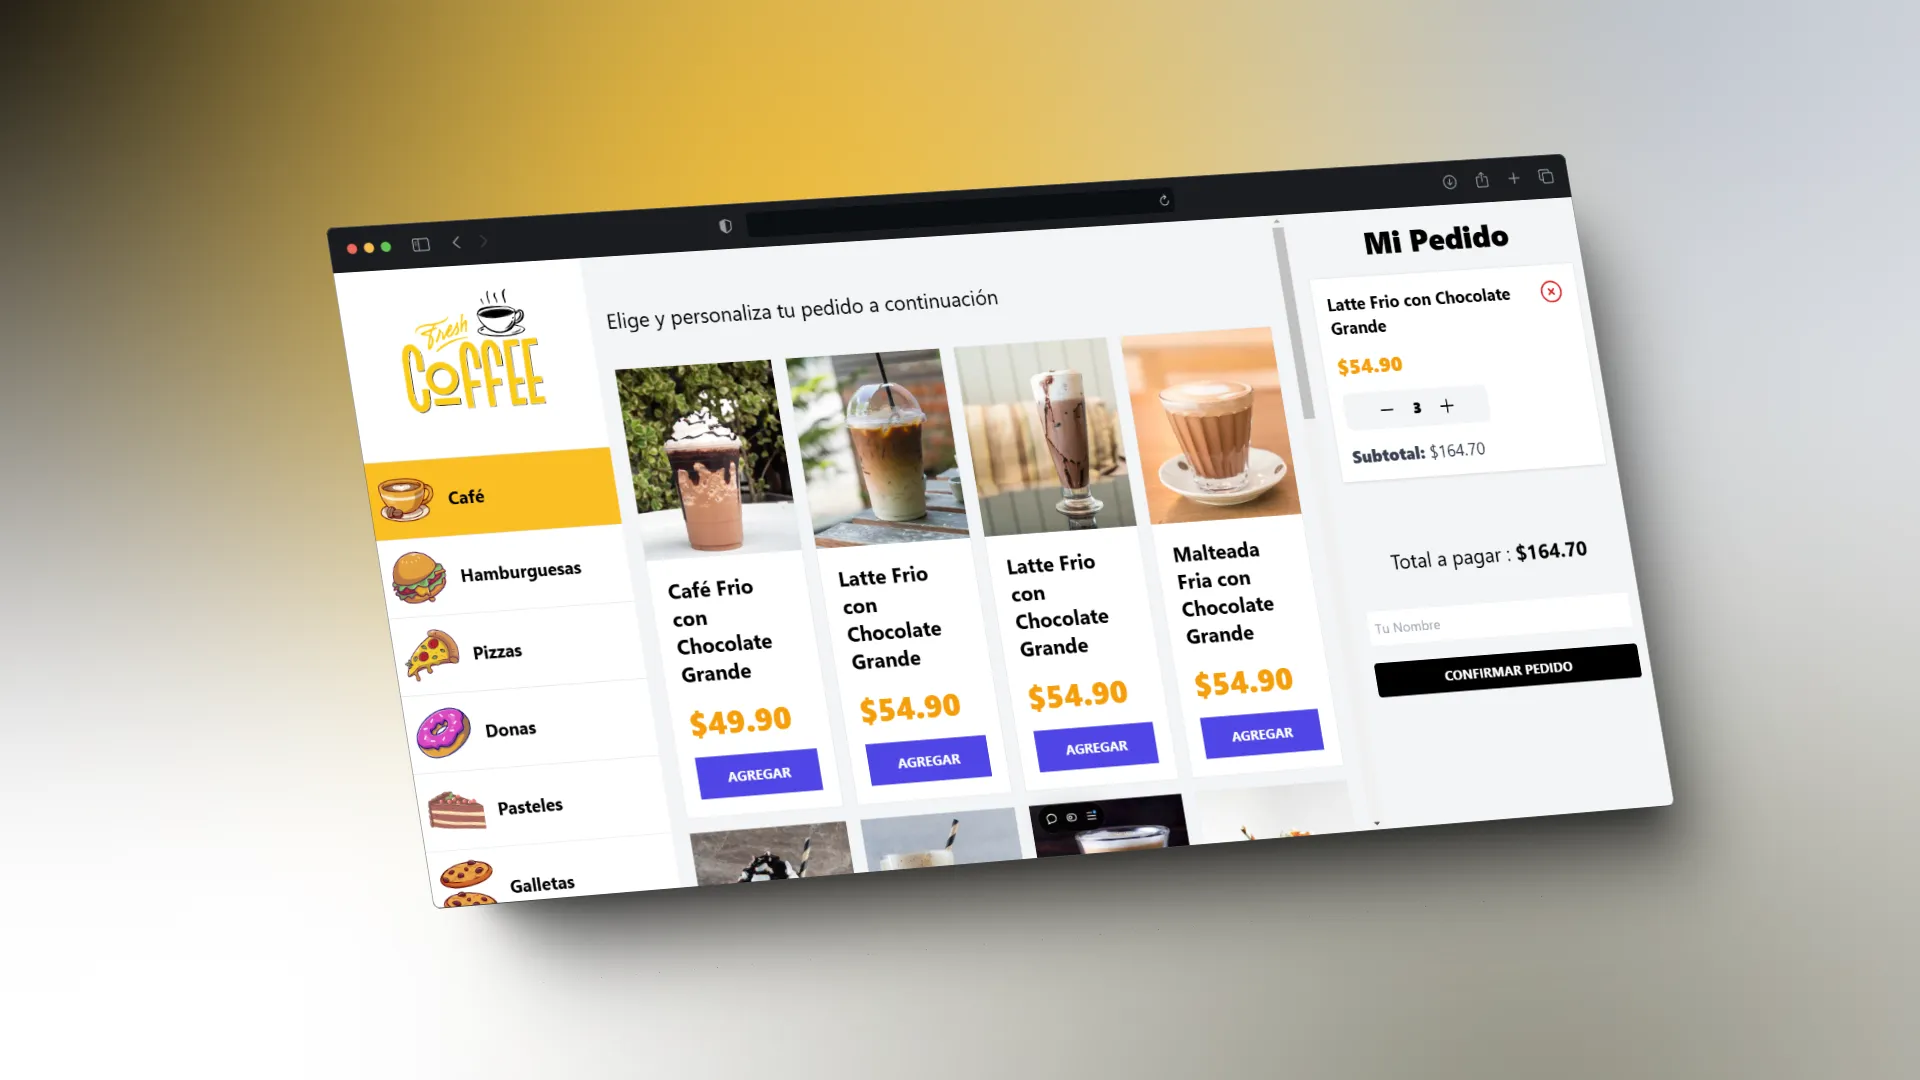 Fresh
COFFEE
Café
Hamburguesas
Pizzas
Donas
Pasteles
Galletas
Elige y personaliza tu pedido a continuación
Café Frio
con
Chocolate
Grande
$49.90
AGREGAR
Latte Frio
con
Chocolate
Grande
$54.90
AGREGAR
Latte Frio
con
Chocolate
Grande
$54.90
AGREGAR
Malteada
Fria con
Chocolate
Grande
$54.90
AGREGAR
Mi Pedido
Latte Frio con Chocolate
Grande
$54.90
3
Subtotal: $164.70
Total a pagar : $164.70
Tu Nombre
CONFIRMAR PEDIDO